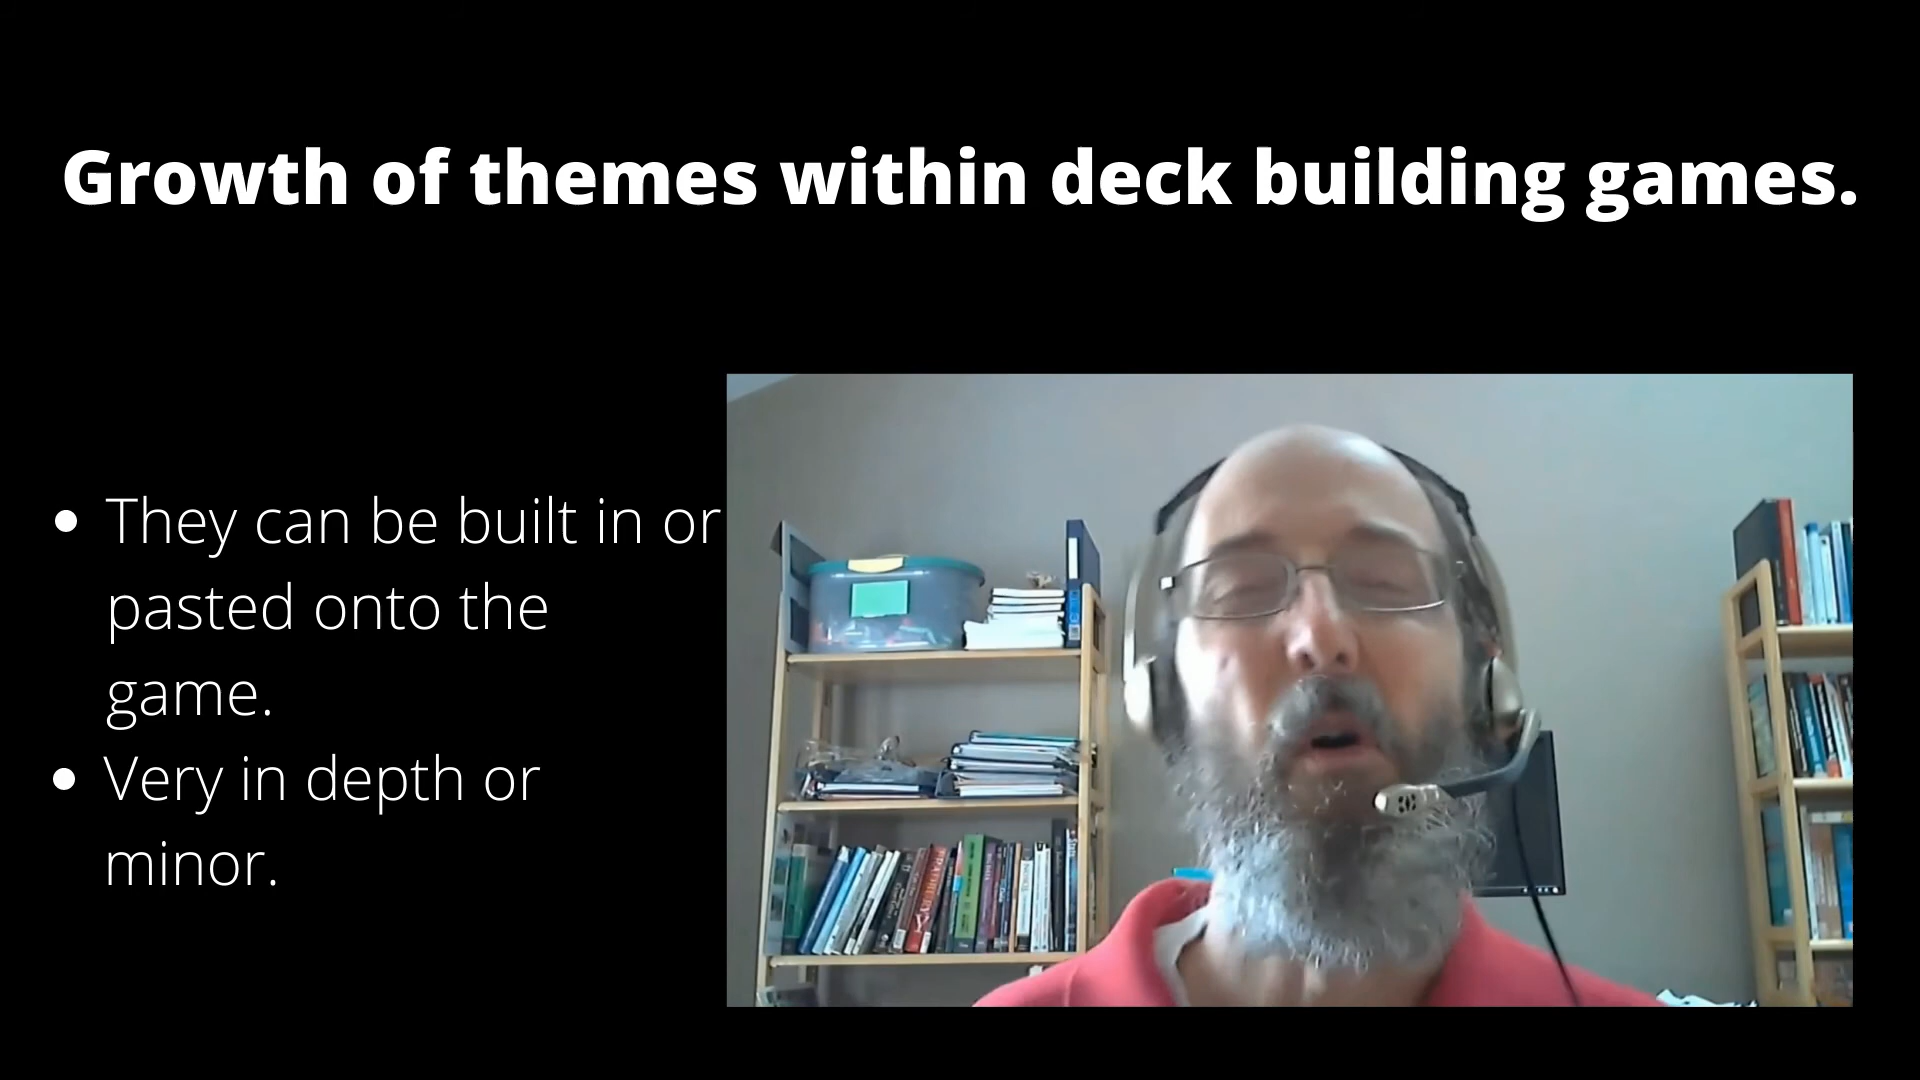 Growth of themes within deck building games.
• They can be built in or
pasted onto the
game.
• Very in depth or
minor.